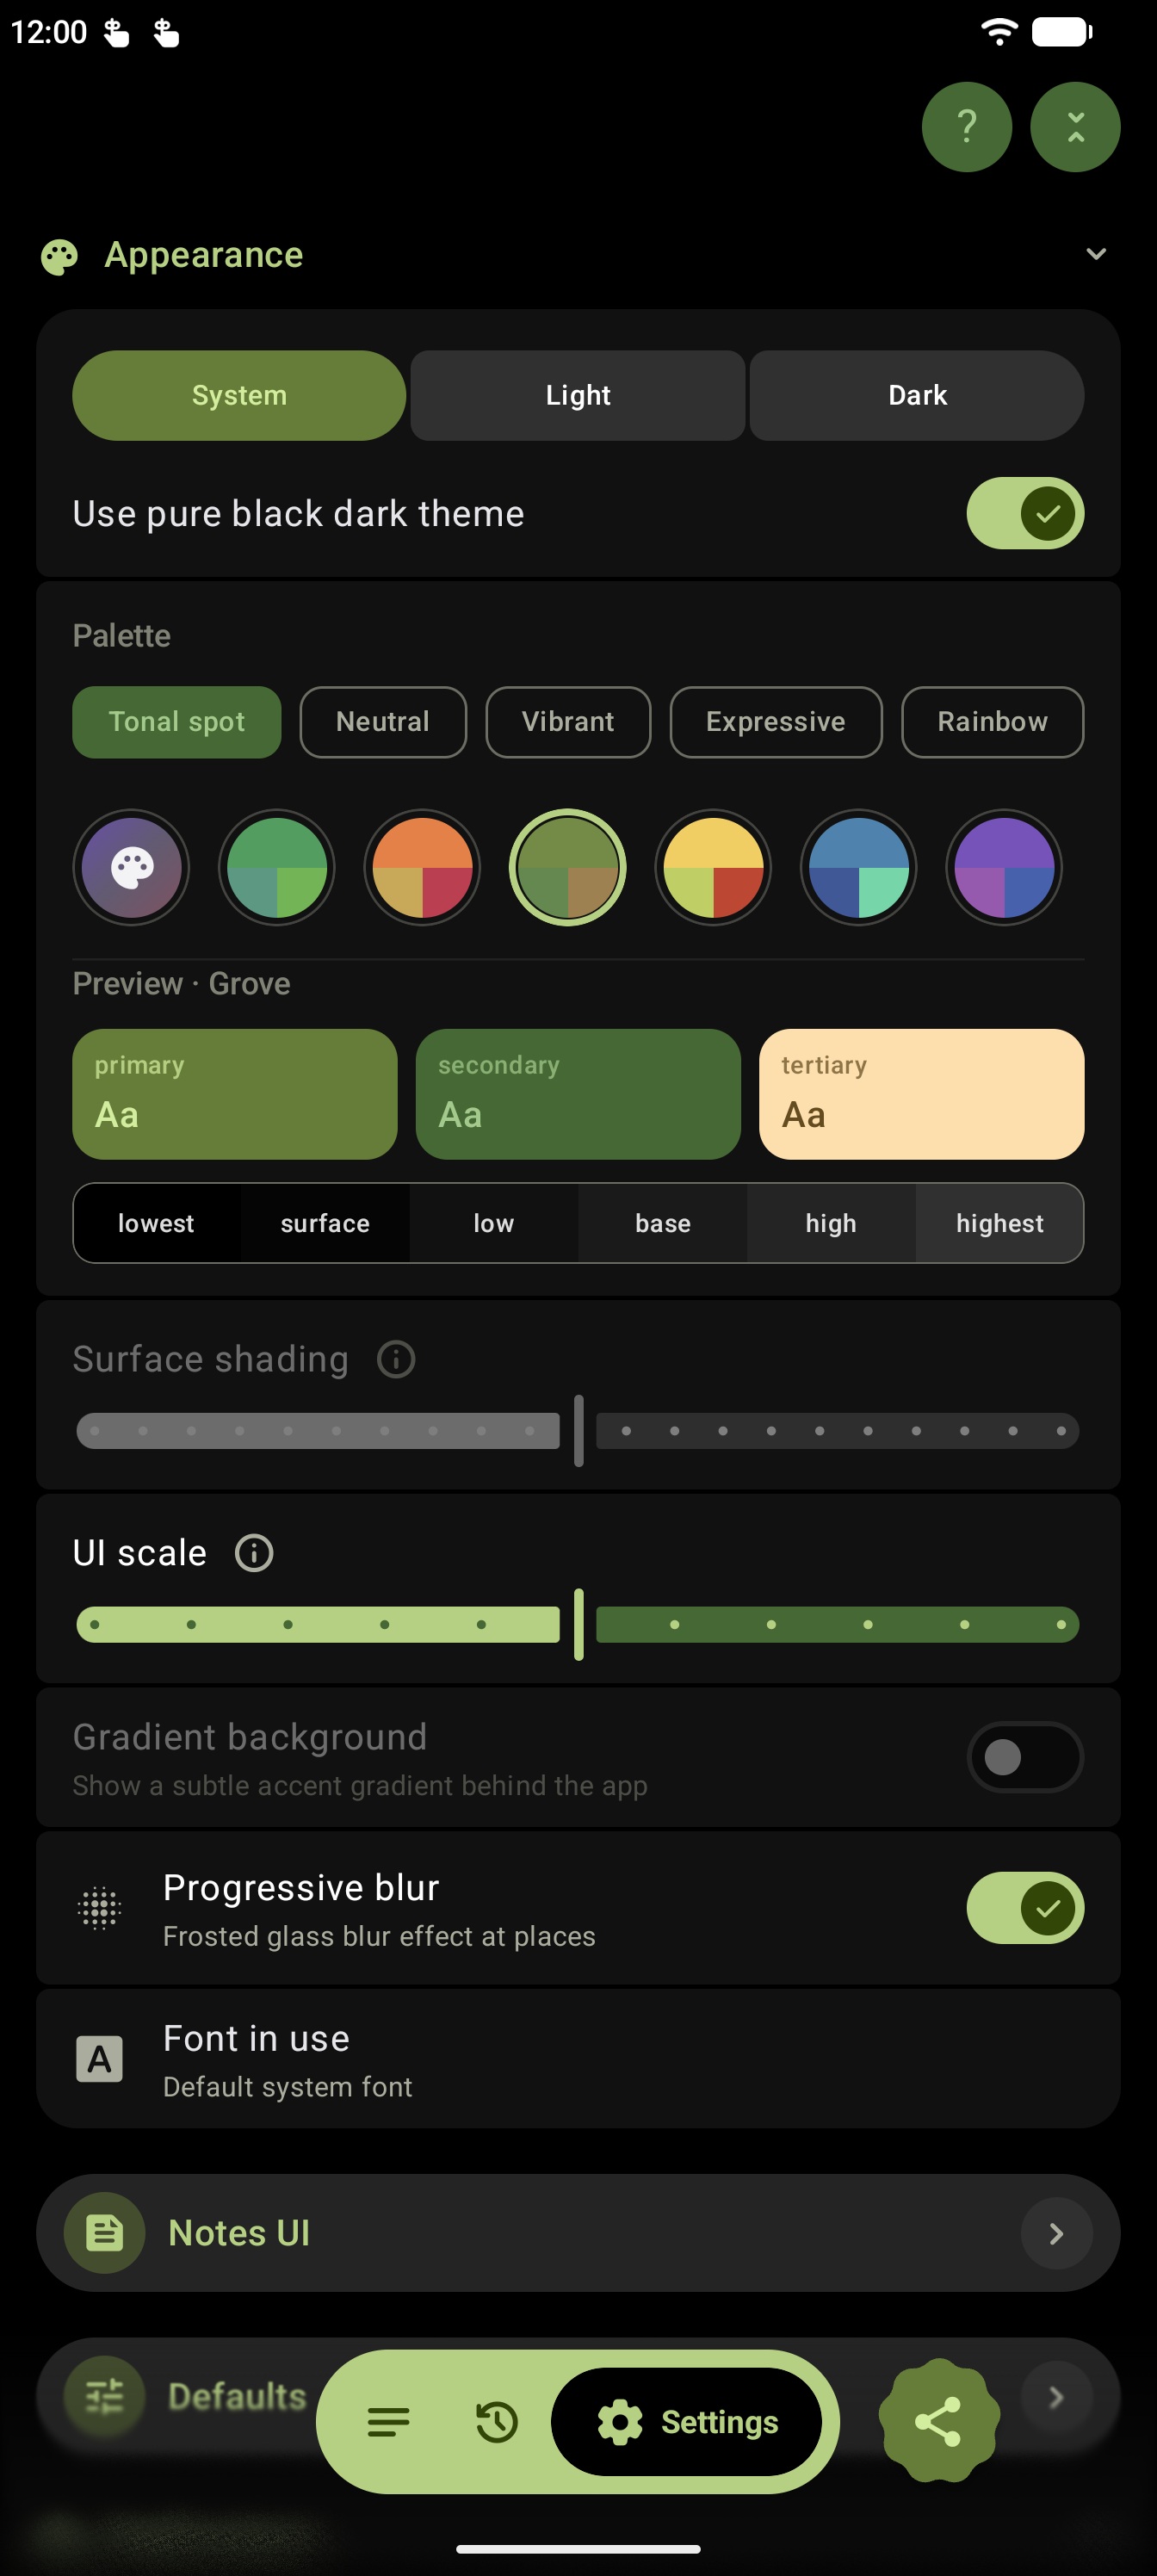 12:00
?
Appearance
System
Light
Dark
Use pure black dark theme
Palette
Tonal spot
Neutral
Vibrant
Expressive
Rainbow
Preview · Grove
primary
Aa
secondary
Aa
tertiary
Aa
lowest
surface
low
base
high
highest
Surface shading
UI scale
Gradient background
Show a subtle accent gradient behind the app
Progressive blur
Frosted glass blur effect at places
A
Font in use
Default system font
Notes UI
Defaults
Settings